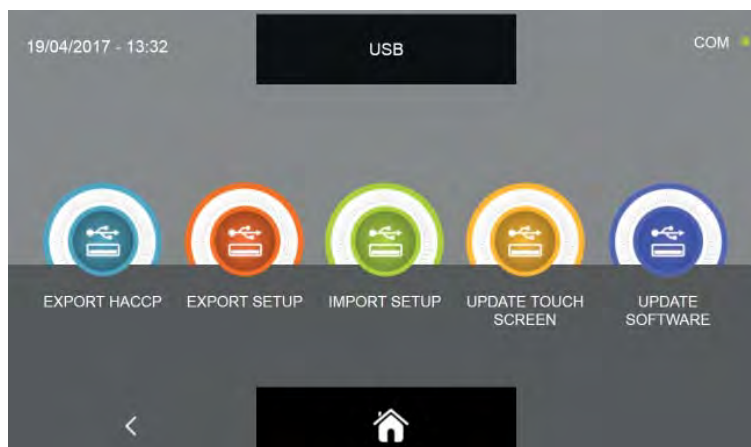 19/04/2017 - 13:32
USB
COM
EXPORT HACCP
EXPORT SETUP
IMPORT SETUP
UPDATE TOUCH
SCREEN
UPDATE
SOFTWARE